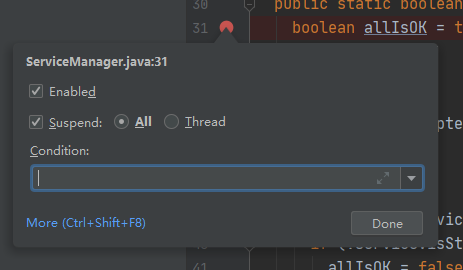 30 public static boolean
31 boolean allIsOK = t
ServiceManager.java:31
Enabled
Suspend: All Thread
Condition:
More (Ctrl+Shift+F8) Done
41 allIsOK = false